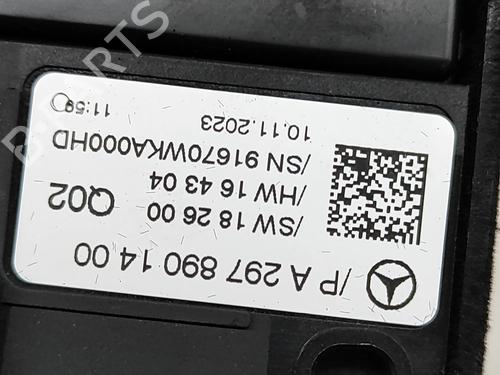 /P A 297 890 14 00
/SW 18 26 00
Q02
/HW 16 43 04
/SN 91670WKA000HD
10.11.2023
11:59
PARTS